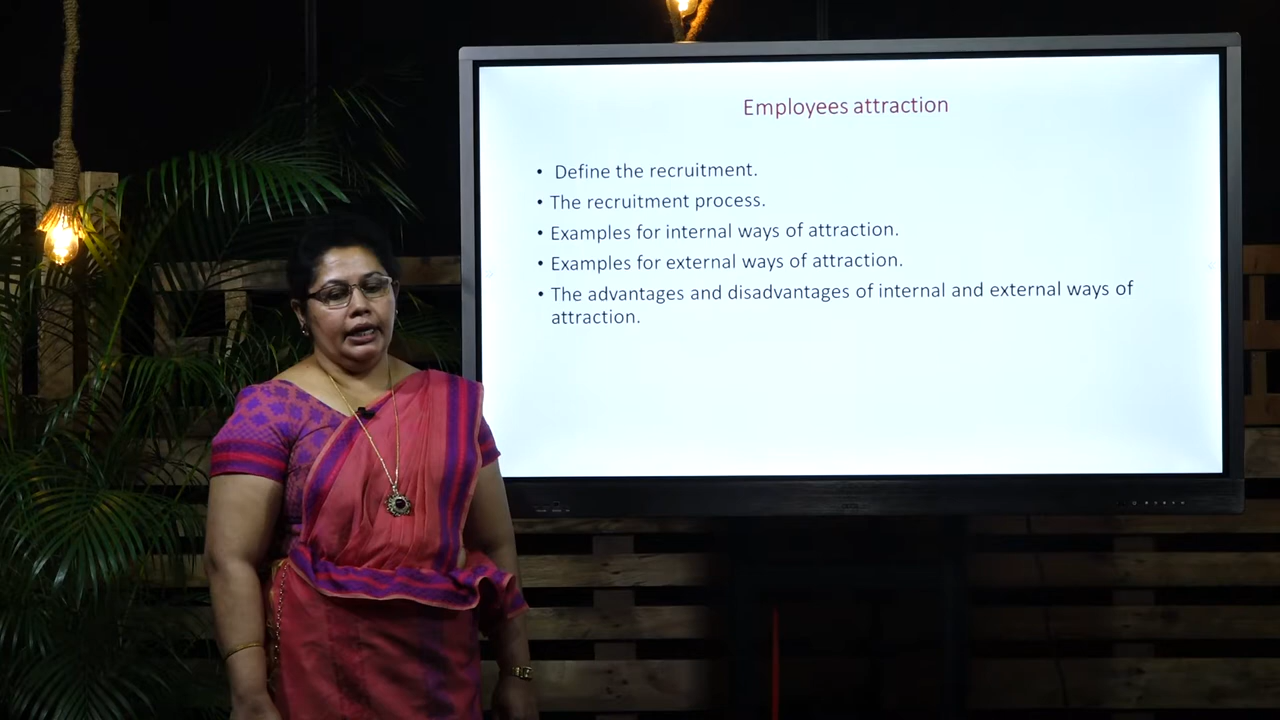 Employees attraction
• Define the recruitment.
• The recruitment process.
• Examples for internal ways of attraction.
• Examples for external ways of attraction.
• The advantages and disadvantages of internal and external ways of
attraction.